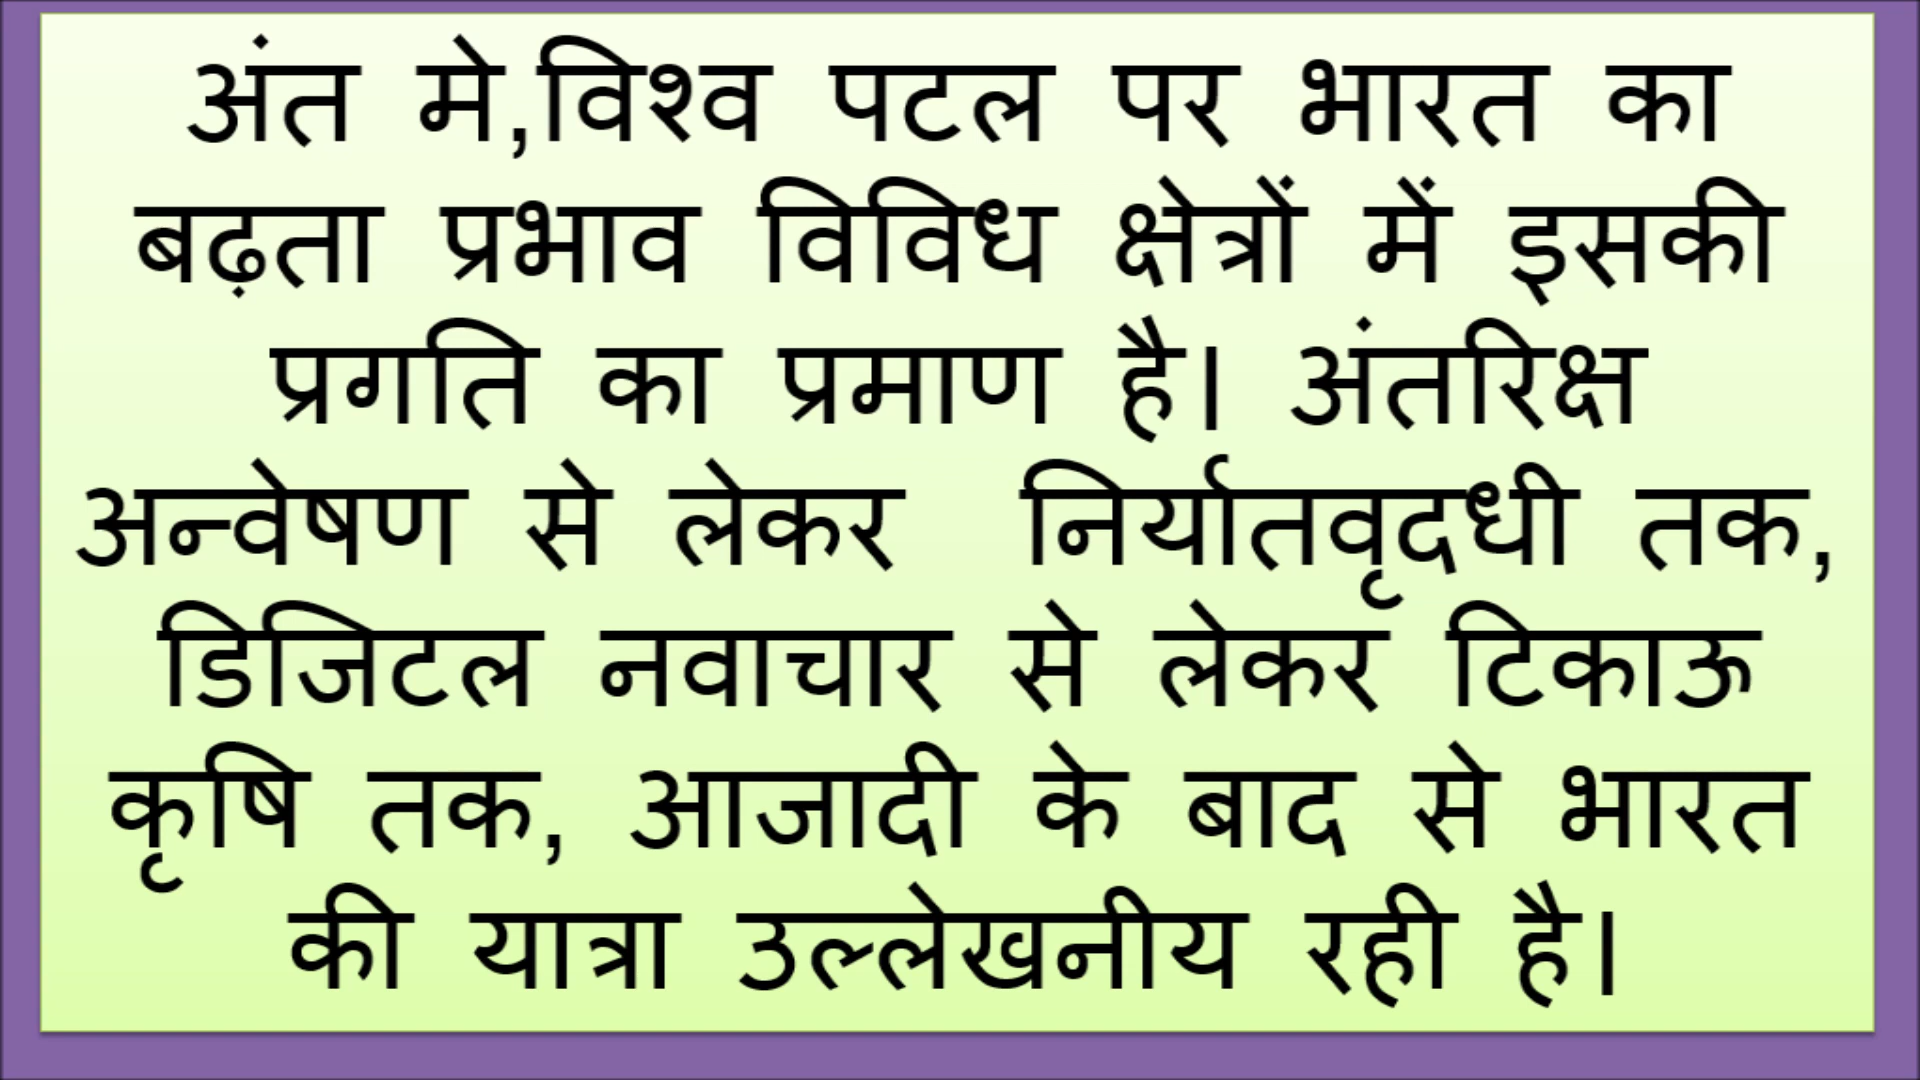 अंत मे,विश्व पटल पर भारत का
बढ़ता प्रभाव विविध क्षेत्रों में इसकी
प्रगति का प्रमाण है। अंतरिक्ष
अन्वेषण से लेकर निर्यातवृदधी तक,
डिजिटल नवाचार से लेकर टिकाऊ
कृषि तक, आजादी के बाद से भारत
की यात्रा उल्लेखनीय रही है।